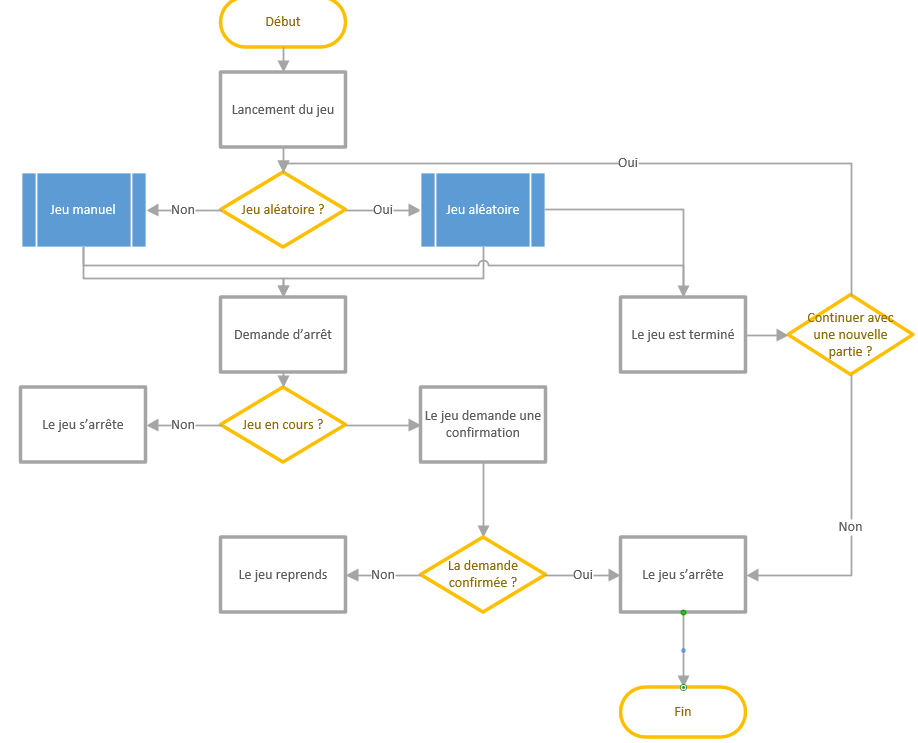 Début
Lancement du jeu
Oui
Jeu manuel
Non
Jeu aléatoire ?
Oui
Jeu aléatoire
Demande d’arrêt
Le jeu est terminé
Continuer avec
une nouvelle
partie ?
Le jeu s’arrête
Non
Jeu en cours ?
Le jeu demande une
confirmation
Non
Le jeu reprends
Non
La demande
confirmée ?
Oui
Le jeu s’arrête
Fin